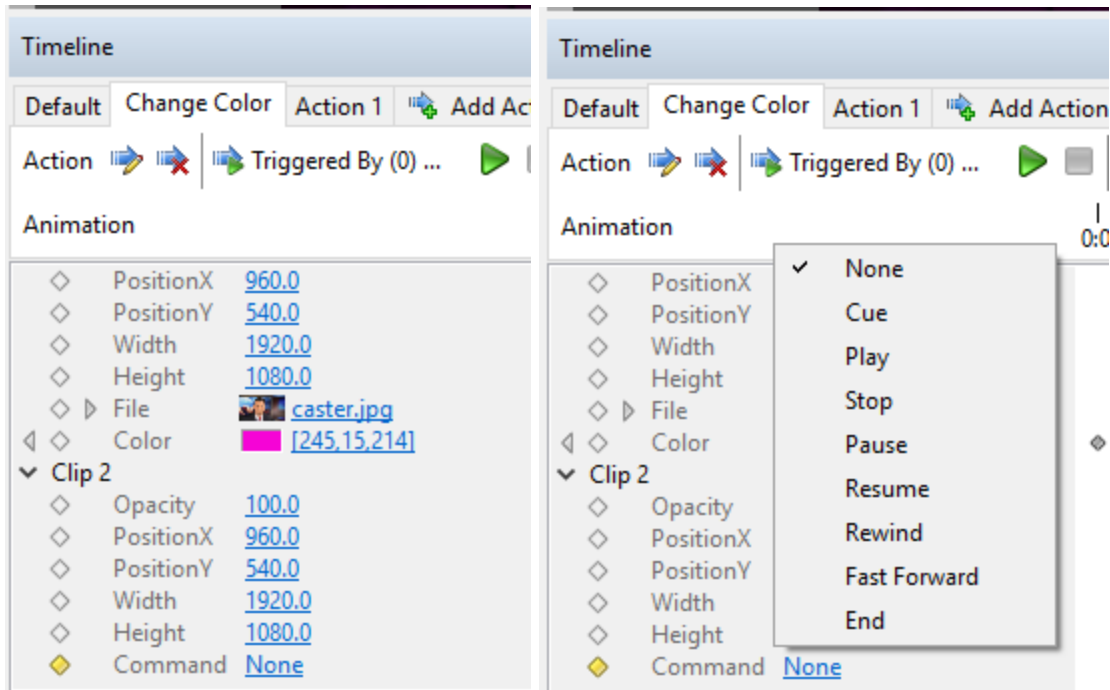 Timeline
Default Change Color Action 1 Add Act
Action Triggered By (0) ...
Animation
PositionX 960.0
PositionY 540.0
Width 1920.0
Height 1080.0
File caster.jpg
Color [245,15,214]
Clip 2
Opacity 100.0
PositionX 960.0
PositionY 540.0
Width 1920.0
Height 1080.0
Command None
Timeline
Default Change Color Action 1 Add Action
Action Triggered By (0) ...
Animation 0:0
PositionX
PositionY
Width
Height
File
Color
Clip 2
Opacity
PositionX
PositionY
Width
Height
Command None
None
Cue
Play
Stop
Pause
Resume
Rewind
Fast Forward
End